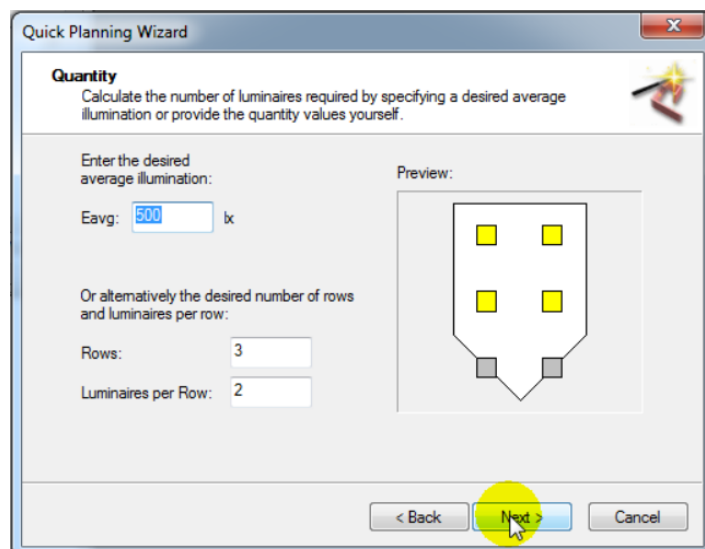 Quick Planning Wizard
Quantity
Calculate the number of luminaires required by specifying a desired average
illumination or provide the quantity values yourself.
Enter the desired
average illumination:
Eavg: 500 lx
Preview:
Or alternatively the desired number of rows
and luminaires per row:
Rows: 3
Luminaires per Row: 2
< Back Next > Cancel